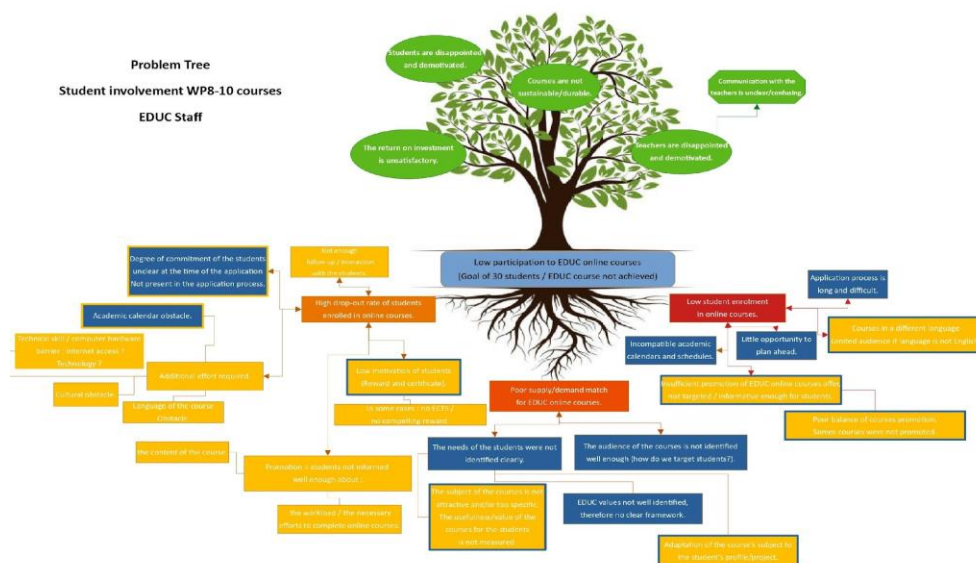 Problem Tree
Student involvement WP8-10 courses
EDUC Staff
Students are disappointed
and demotivated.
Courses are not
sustainable/durable.
Communication with the
teachers is unclear/confusing.
The return on investment
is unsatisfactory.
Teachers are disappointed
and demotivated.
Low participation to EDUC online courses
(Goal of 30 students / EDUC course not achieved)
Not enough
follow up / interaction
with the students
Degree of commitment of the students
unclear at the time of the application
Not present in the application process.
High drop-out rate of students
enrolled in online courses.
Academic calendar obstacle.
Technical skill / computer hardware
barrier : internet access ?
Technology ?
Additional effort required.
Cultural obstacle.
Language of the course
Obstacle
Low motivation of students
(Reward and certificate).
In some cases : no ECTS /
no compelling reward
the content of the course.
Promotion – students not informed
well enough about :
the workload / the necessary
efforts to complete online courses.
Application process is
long and difficult.
Low student enrolment
in online courses.
Courses in a different language
Limited audience if language is not English
Little opportunity to
plan ahead.
Incompatible academic
calendars and schedules.
Insufficient promotion of EDUC online courses offer,
not targeted / informative enough for students.
Poor balance of courses promotion.
Some courses were not promoted.
Poor supply/demand match
for EDUC online courses.
The needs of the students were not
identified clearly.
The audience of the courses is not identified
well enough (how do we target students?).
The subject of the courses is not
attractive and/or too specific.
The usefulness/value of the
courses for the students
is not measured.
EDUC values not well identified,
therefore no clear framework.
Adaptation of the course's subject to
the student's profile/project.